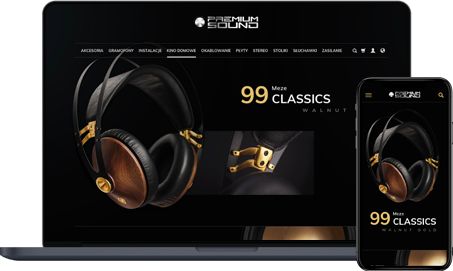 PREMIUM
SOUND
AKCESORIA GRAMOFONY INSTALACJE KINO DOMOWE OKABLOWANIE PŁYTY STEREO STOLIKI SŁUCHAWKI ZASILANIE
99 Meze
CLASSICS
WALNUT
PREMIUM
SOUND
99 Meze
CLASSICS
WALNUT GOLD